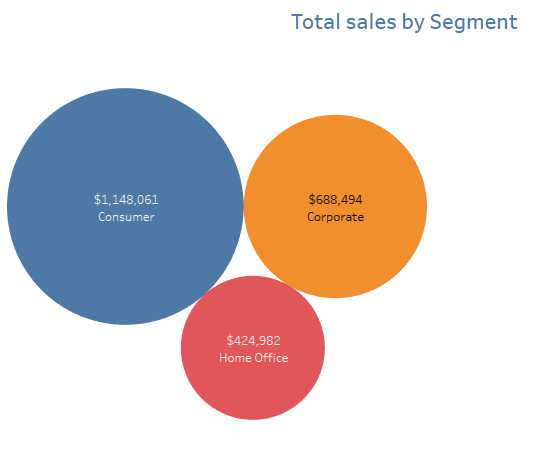 Total sales by Segment
$1,148,061
Consumer
$688,494
Corporate
$424,982
Home Office